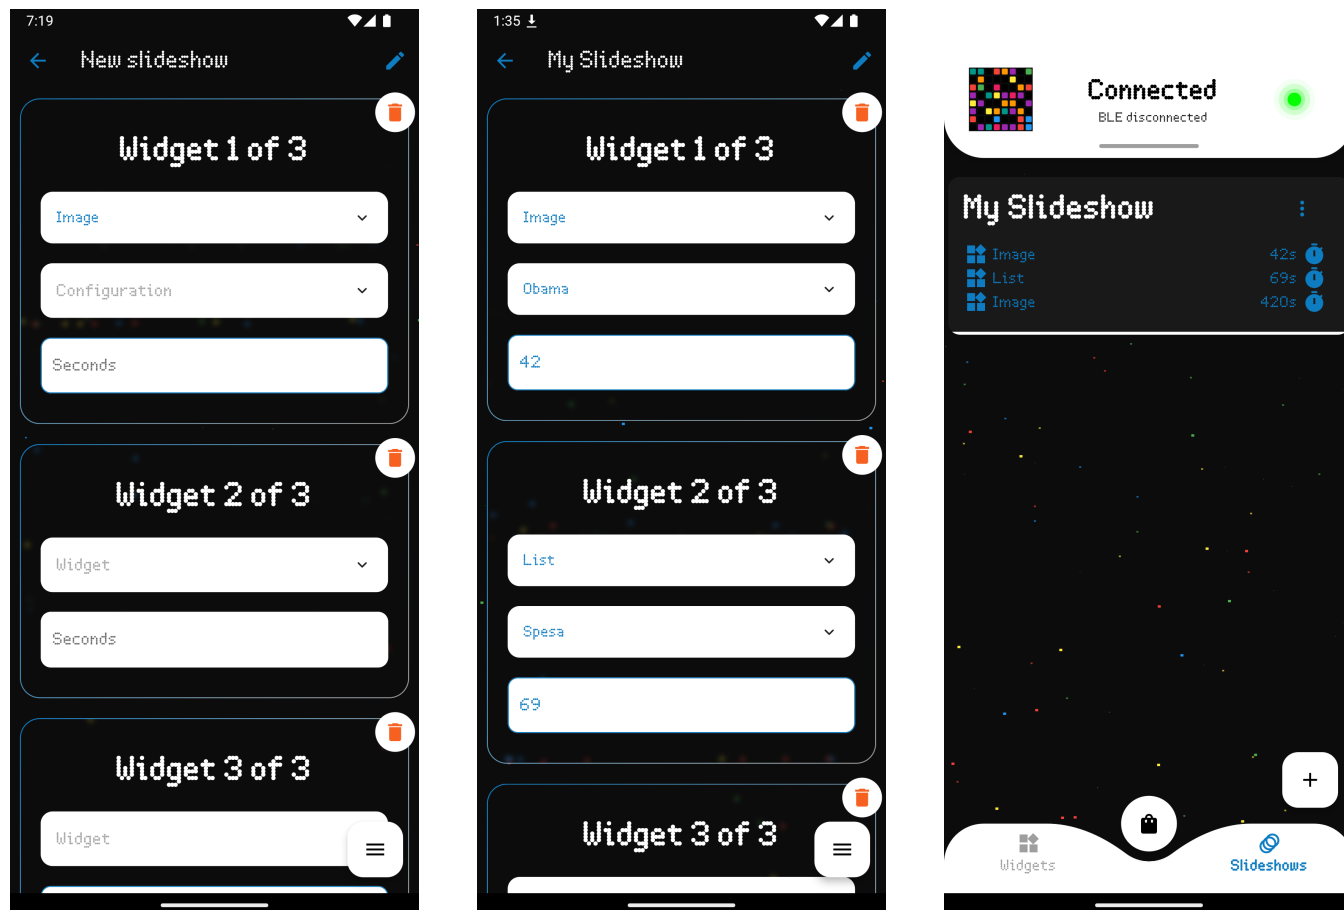 7:19
New slideshow
Widget 1 of 3
Image
Configuration
Seconds
Widget 2 of 3
Widget
Seconds
Widget 3 of 3
Widget
1:35
My Slideshow
Widget 1 of 3
Image
Obama
42
Widget 2 of 3
List
Spesa
69
Widget 3 of 3
Connected
BLE disconnected
My Slideshow
Image 42s
List 69s
Image 420s
Widgets
Slideshows